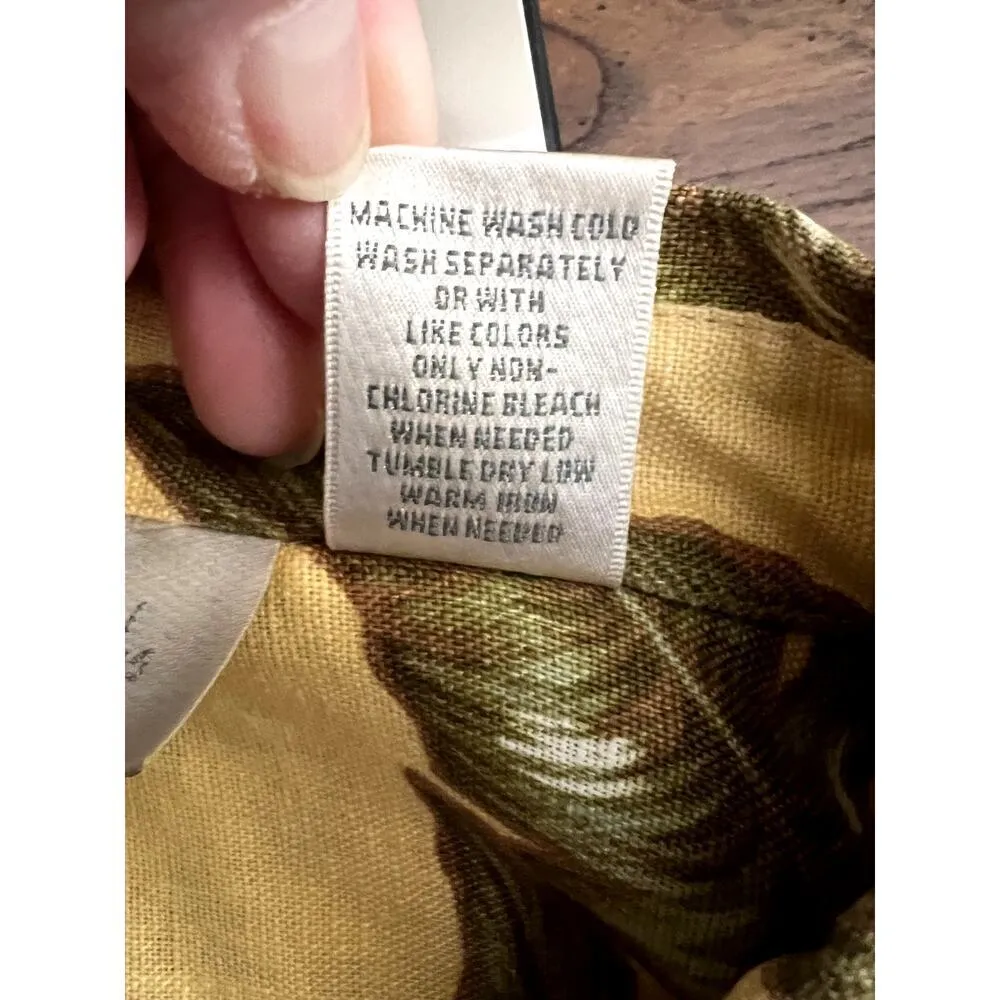 MACHINE WASH COLD
WASH SEPARATELY
OR WITH
LIKE COLORS
ONLY NON-
CHLORINE BLEACH
WHEN NEEDED
TUMBLE DRY LOW
WARM IRON
WHEN NEEDED